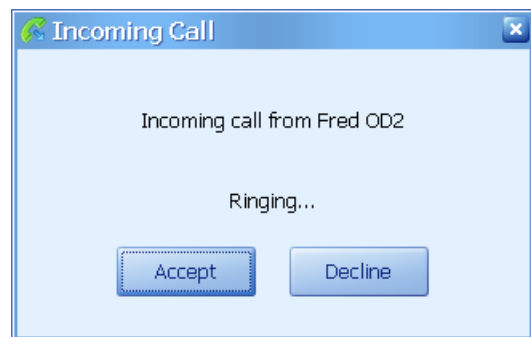 Incoming Call
Incoming call from Fred OD2
Ringing...
Accept
Decline